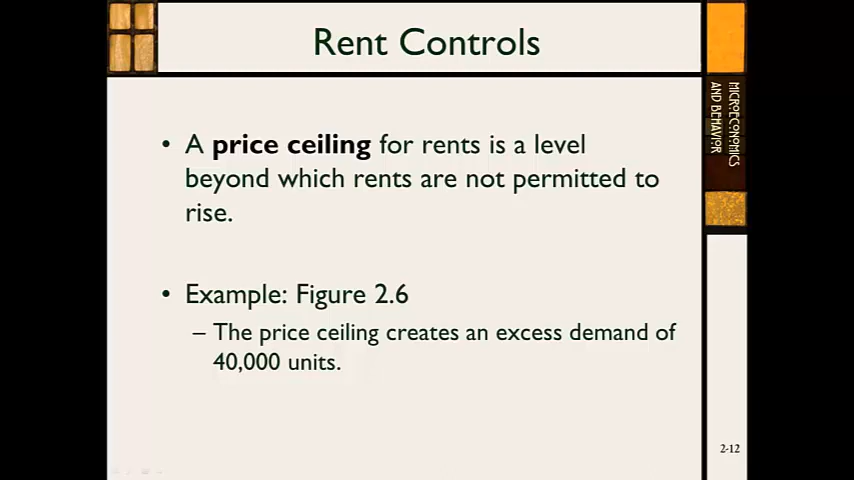 Rent Controls
MICROECONOMICS
AND BEHAVIOR
• A price ceiling for rents is a level
beyond which rents are not permitted to
rise.
• Example: Figure 2.6
– The price ceiling creates an excess demand of
40,000 units.
2-12